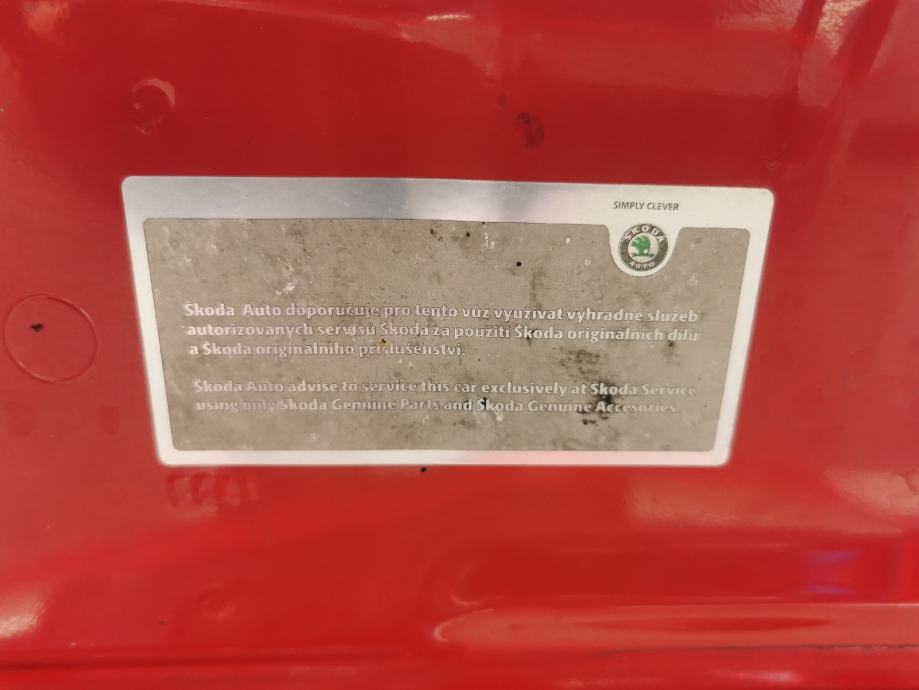 SIMPLY CLEVER
ŠKODA
AUTO
Škoda Auto doporučuje pro tento vůz využívat výhradně služeb
autorizovaných servisů Škoda za použití Škoda originálních dílů
a Škoda originálního příslušenství.
Škoda Auto advise to service this car exclusively at Škoda Service
using only Škoda Genuine Parts and Škoda Genuine Accesories.